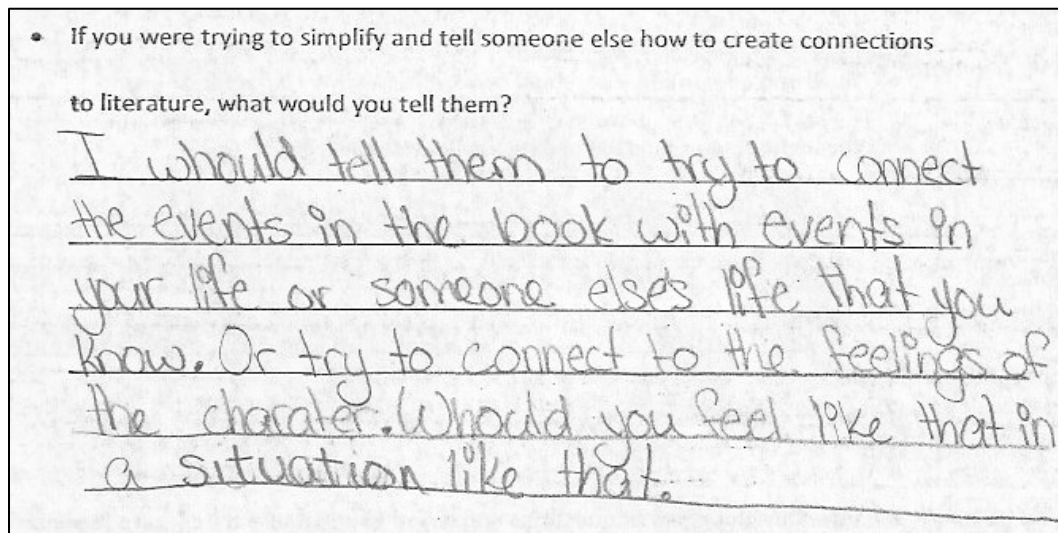 • If you were trying to simplify and tell someone else how to create connections
to literature, what would you tell them?
I whould tell them to try to connect
the events in the book with events in
your life or someone elses life that you
know. Or try to connect to the feelings of
the charater. Whould you feel like that in
a situation like that.